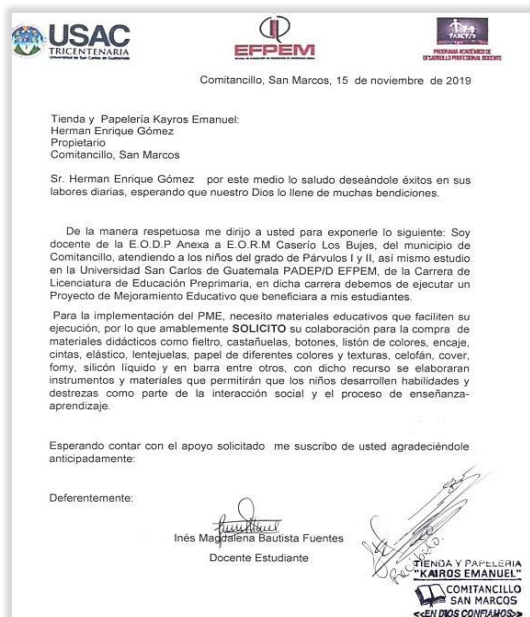 USAC
TRICENTENARIA
Universidad de San Carlos de Guatemala
EFPEM
PROGRAMA ACADÉMICO DE
DESARROLLO PROFESIONAL DOCENTE
Comitancillo, San Marcos, 15 de noviembre de 2019
Tienda y Papelería Kayros Emanuel:
Herman Enrique Gómez
Propietario
Comitancillo, San Marcos
Sr. Herman Enrique Gómez por este medio lo saludo deseándole éxitos en sus
labores diarias, esperando que nuestro Dios lo llene de muchas bendiciones.
De la manera respetuosa me dirijo a usted para exponerle lo siguiente: Soy
docente de la E.O.D.P Anexa a E.O.R.M Caserío Los Bujes, del municipio de
Comitancillo, atendiendo a los niños del grado de Párvulos I y II, así mismo estudio
en la Universidad San Carlos de Guatemala PADEP/D EFPEM, de la Carrera de
Licenciatura de Educación Preprimaria, en dicha carrera debemos de ejecutar un
Proyecto de Mejoramiento Educativo que beneficiara a mis estudiantes.
Para la implementación del PME, necesito materiales educativos que faciliten su
ejecución, por lo que amablemente SOLICITO su colaboración para la compra de
materiales didácticos como fieltro, castañuelas, botones, listón de colores, encaje,
cintas, elástico, lentejuelas, papel de diferentes colores y texturas, celofán, cover,
fomy, silicón líquido y en barra entre otros, con dicho recurso se elaboraran
instrumentos y materiales que permitirán que los niños desarrollen habilidades y
destrezas como parte de la interacción social y el proceso de enseñanza-
aprendizaje.
Esperando contar con el apoyo solicitado me suscribo de usted agradeciéndole
anticipadamente:
Deferentemente:
Inés Magdalena Bautista Fuentes
Docente Estudiante
Recibido.
TIENDA Y PAPELERIA
"KAIROS EMANUEL"
COMITANCILLO
SAN MARCOS
<<EN DIOS CONFIAMOS>>